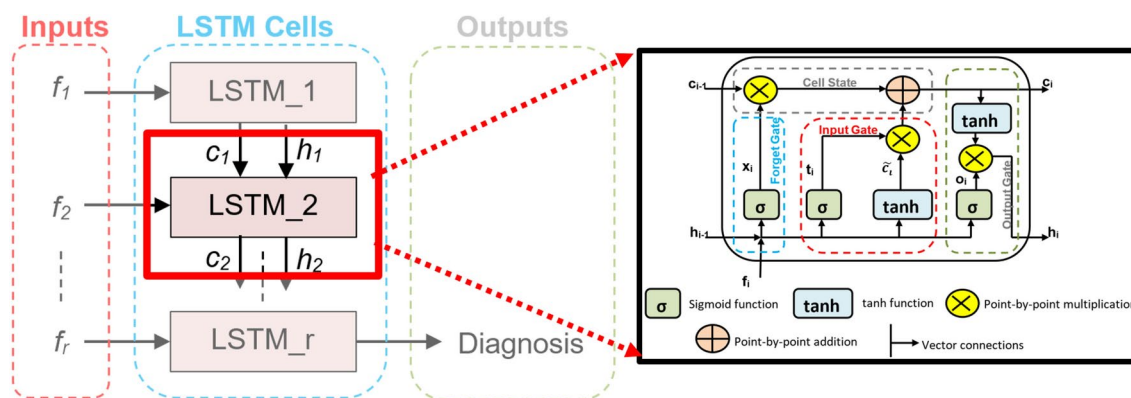 Inputs
LSTM Cells
Outputs
f1
LSTM_1
c1 h1
f2
LSTM_2
c2 h2
fr
LSTM_r
Diagnosis
ci-1
Cell State
ci
tanh
Forget Gate
Input Gate
xi
ti
c̃ι
oi
Output Gate
σ
σ
tanh
σ
hi-1
hi
fi
σ Sigmoid function
tanh tanh function
Point-by-point multiplication
Point-by-point addition
Vector connections